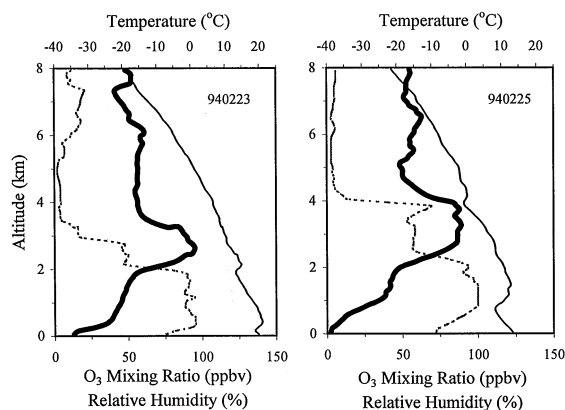 Temperature (°C)
-40 -30 -20 -10 0 10 20
8
6
4
2
0
Altitude (km)
940223
0 50 100 150
O3 Mixing Ratio (ppbv)
Relative Humidity (%)
Temperature (°C)
-40 -30 -20 -10 0 10 20
8
6
4
2
0
940225
0 50 100 150
O3 Mixing Ratio (ppbv)
Relative Humidity (%)